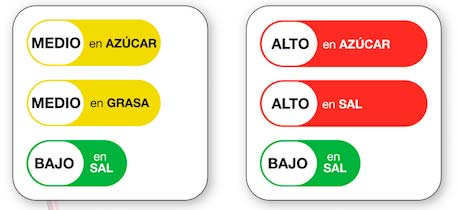 MEDIO en AZÚCAR
MEDIO en GRASA
BAJO en
SAL
ALTO en AZÚCAR
ALTO en SAL
BAJO en
SAL